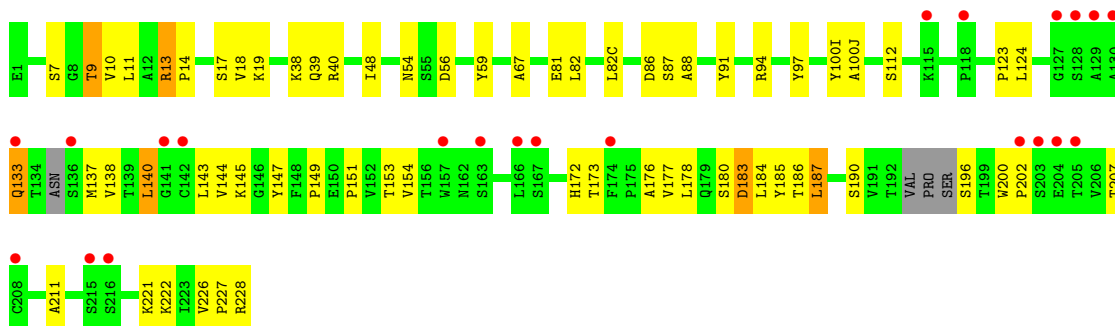 E1 S7 G8 T9 V10 L11 A12 R13 P14 S17 V18 K19 K38 Q39 R40 I48 N54 S55 D56 Y59 A67 E81 L82 L82C D86 S87 A88 Y91 R94 Y97 Y100I A100J S112 K115 P118 P123 L124 G127 S128 A129 A130
Q133 T134 ASN S136 M137 V138 T139 L140 G141 C142 L143 V144 K145 G146 Y147 F148 P149 E150 P151 V152 T153 V154 T156 W157 N162 S163 L166 S167 H172 T173 F174 P175 A176 V177 L178 Q179 S180 D183 L184 Y185 T186 L187 S190 V191 T192 VAL PRO SER S196 T199 W200 P202 S203 E204 T205 V206 T207
C208 A211 S215 S216 K221 K222 I223 V226 P227 R228